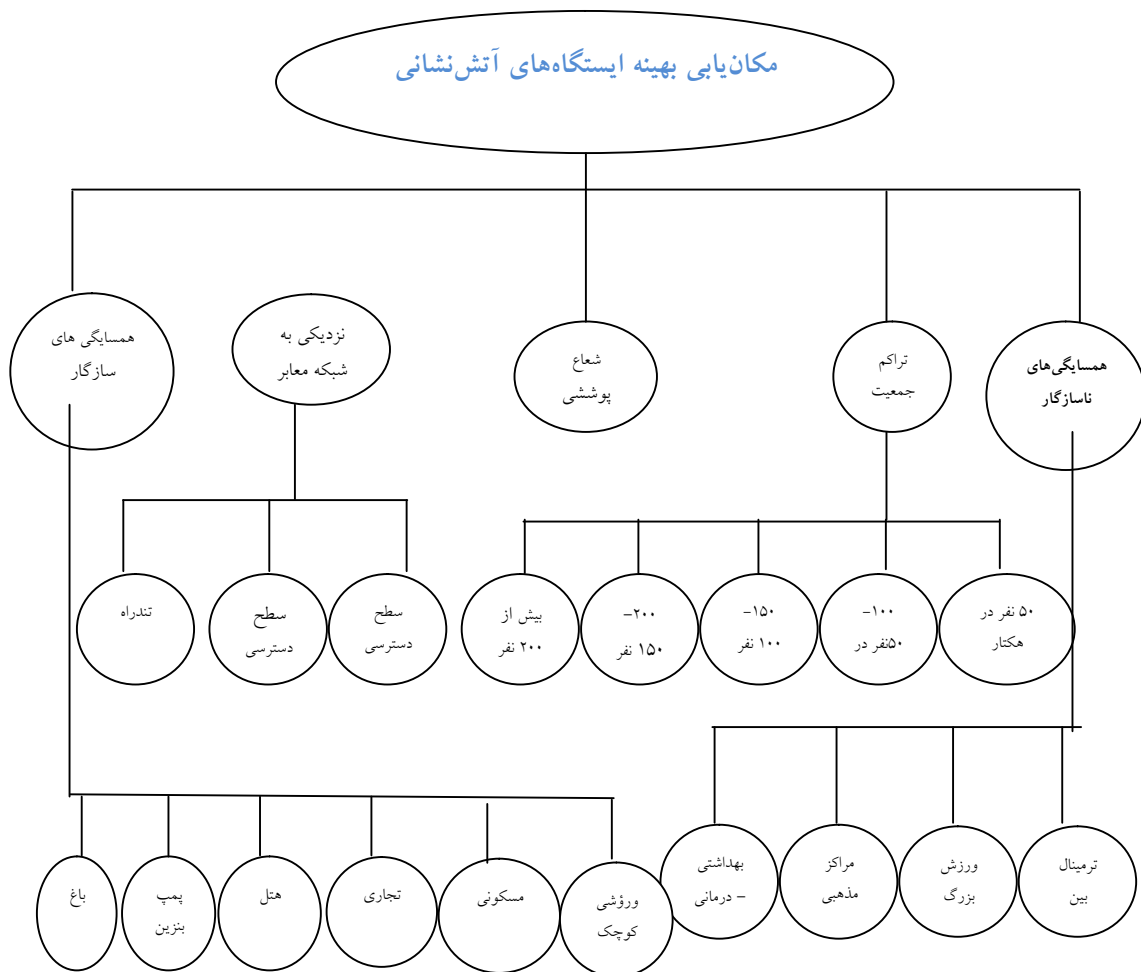 مکان‌یابی بهینه ایستگاه‌های آتش‌نشانی
همسایگی‌های
ناسازگار
تراکم
جمعیت
شعاع
پوششی
نزدیکی به
شبکه معابر
همسایگی های
سازگار
۵۰ نفر در
هکتار
۱۰۰-
۵۰نفر در
۱۵۰-
۱۰۰ نفر
۲۰۰-
۱۵۰ نفر
بیش از
۲۰۰ نفر
سطح
دسترسی
سطح
دسترسی
تندراه
ترمینال
بین
ورزش
بزرگ
مراکز
مذهبی
بهداشتی
- درمانی
ورؤشی
کوچک
مسکونی
تجاری
هتل
پمپ
بنزین
باغ